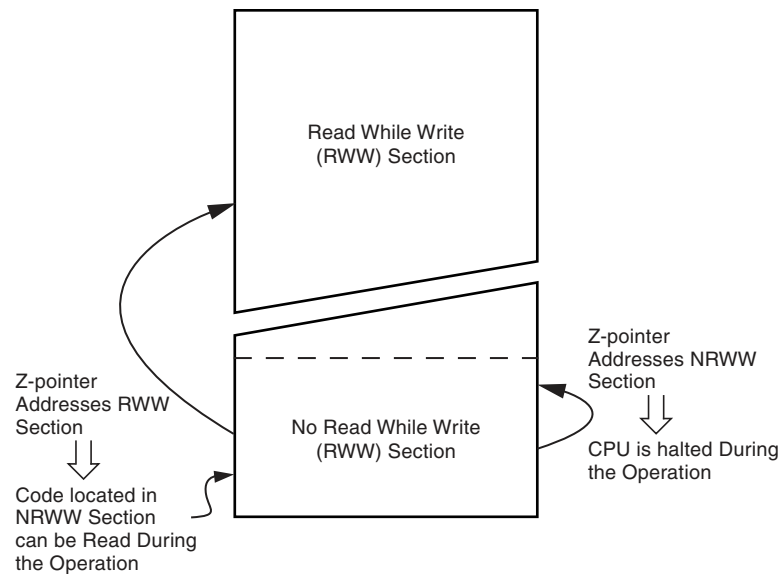 Read While Write
(RWW) Section
Z-pointer
Addresses RWW
Section
Code located in
NRWW Section
can be Read During
the Operation
No Read While Write
(RWW) Section
Z-pointer
Addresses NRWW
Section
CPU is halted During
the Operation